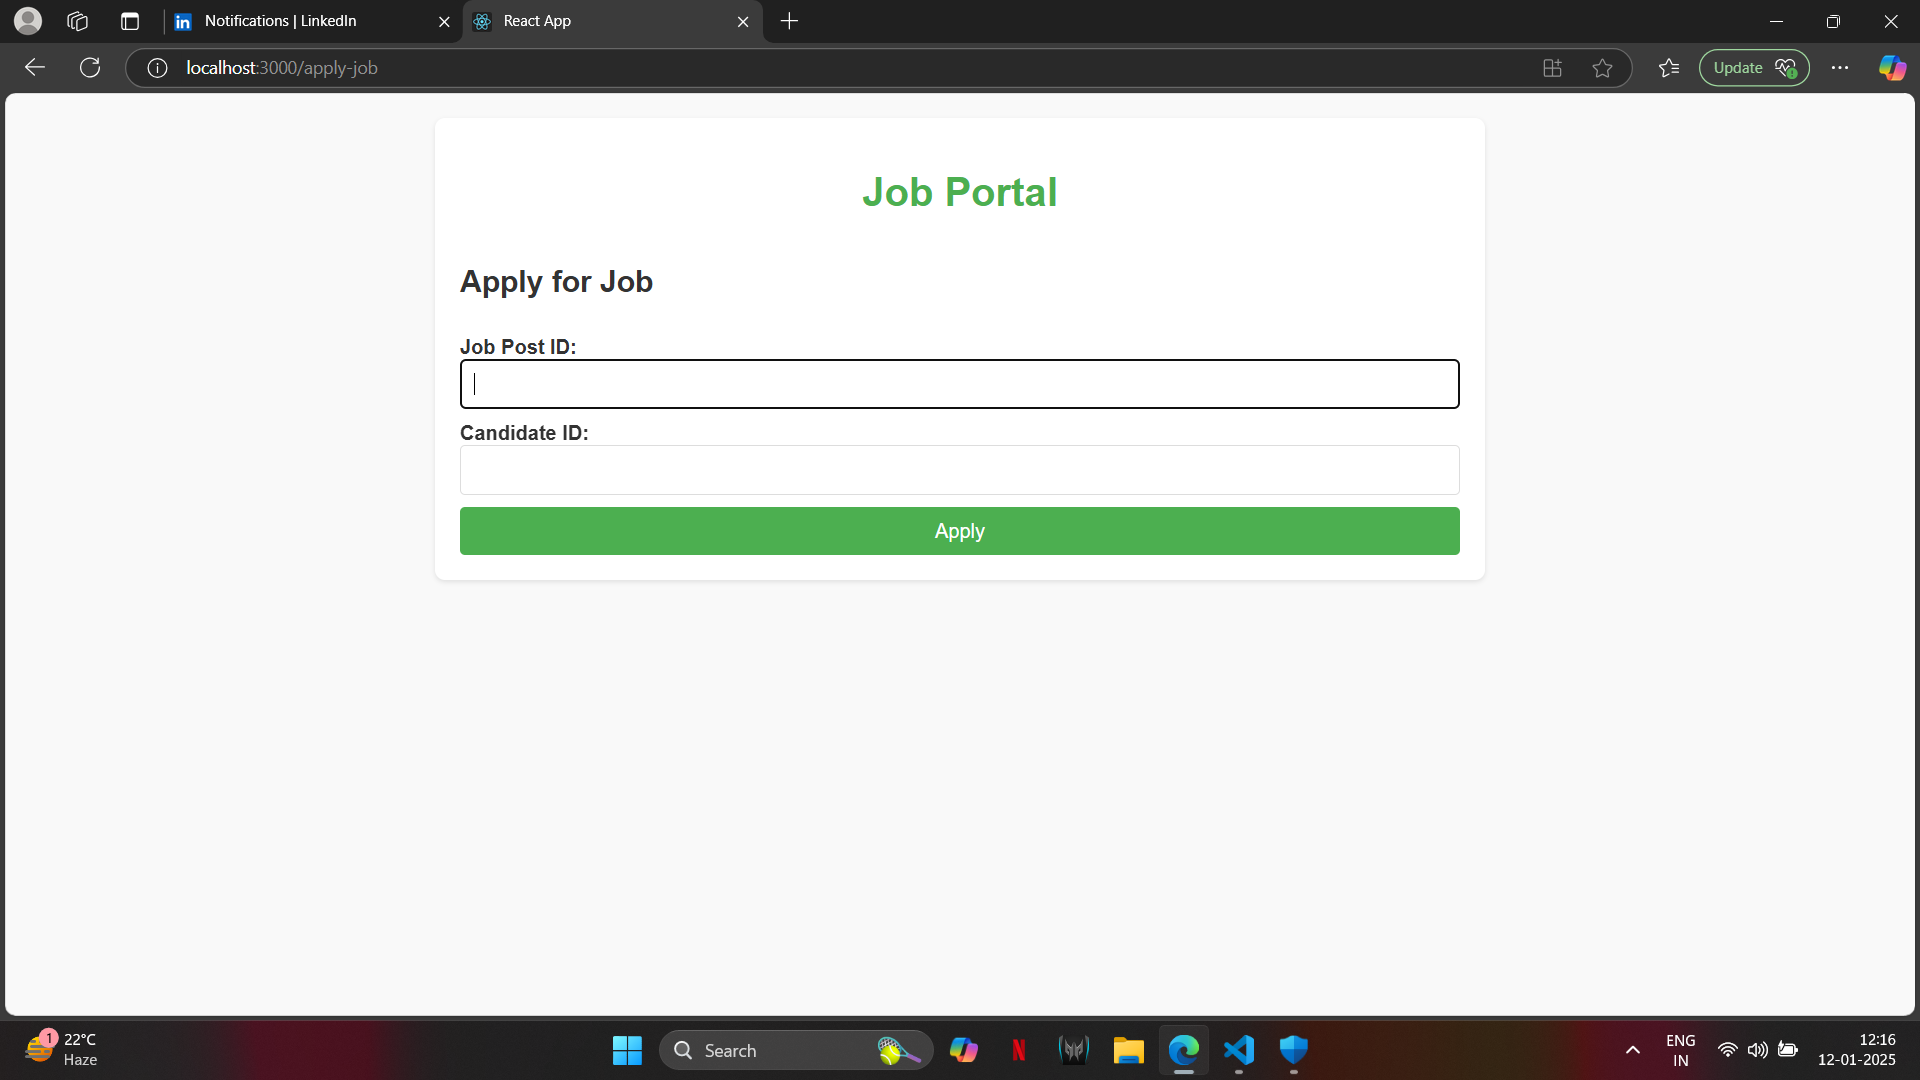 Notifications | LinkedIn
React App
localhost:3000/apply-job
Update
Job Portal
Apply for Job
Job Post ID:
Candidate ID:
Apply
1
22°C
Haze
Search
ENG
IN
12:16
12-01-2025